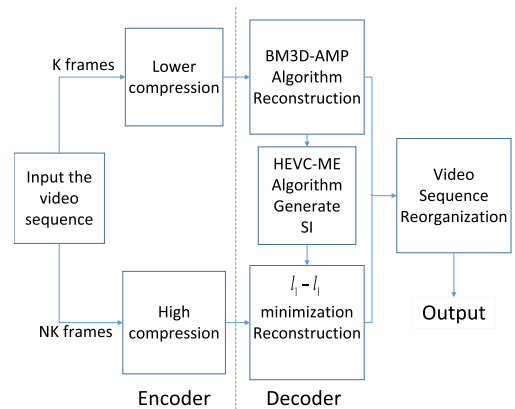 K frames
Lower
compression
BM3D-AMP
Algorithm
Reconstruction
Input the
video
sequence
HEVC-ME
Algorithm
Generate
SI
Video
Sequence
Reorganization
NK frames
High
compression
l₁ – l₁
minimization
Reconstruction
Output
Encoder
Decoder